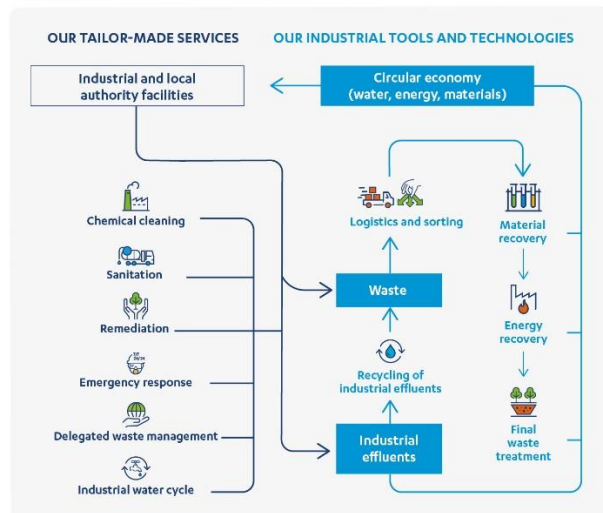 OUR TAILOR-MADE SERVICES
OUR INDUSTRIAL TOOLS AND TECHNOLOGIES
Industrial and local
authority facilities
Circular economy
(water, energy, materials)
Chemical cleaning
Sanitation
Remediation
Emergency response
Delegated waste management
Industrial water cycle
Logistics and sorting
Waste
Recycling of
industrial effluents
Industrial
effluents
Material
recovery
Energy
recovery
Final
waste
treatment